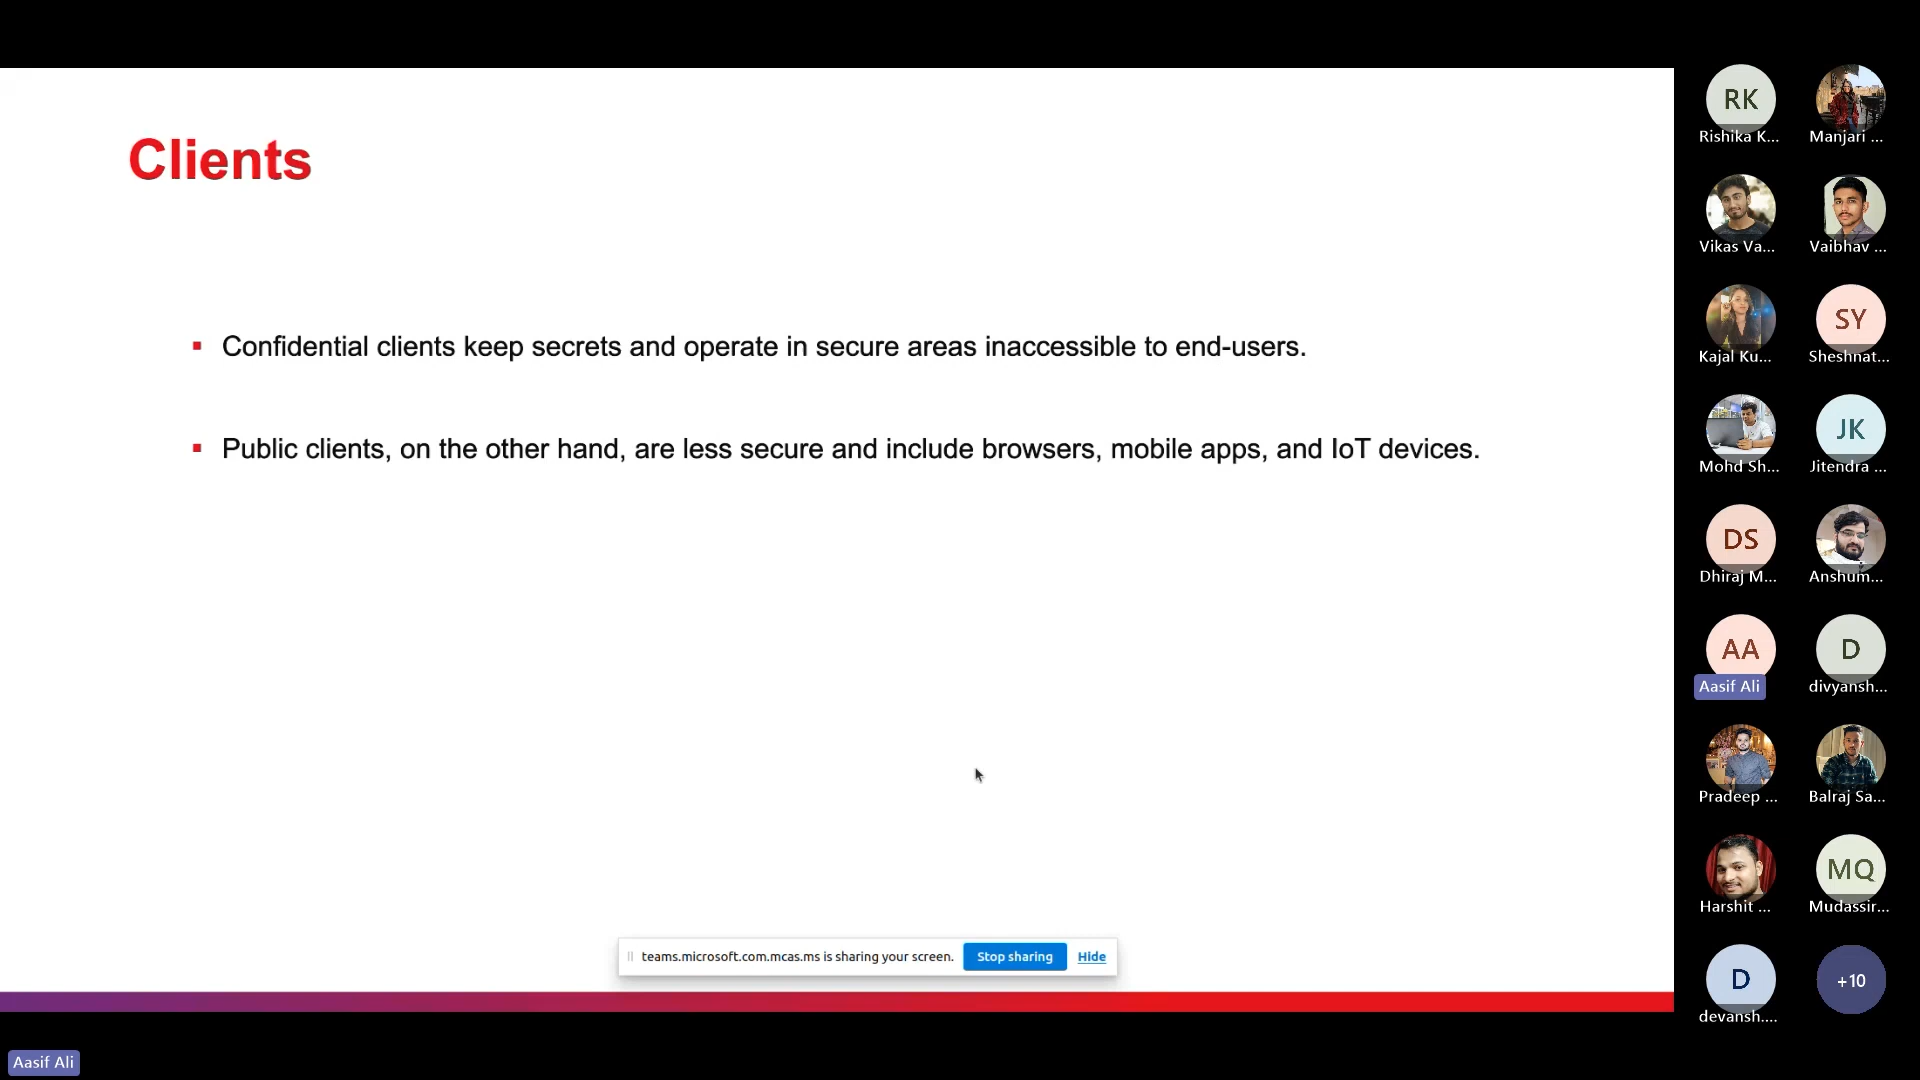 Clients
Confidential clients keep secrets and operate in secure areas inaccessible to end-users.
Public clients, on the other hand, are less secure and include browsers, mobile apps, and IoT devices.
teams.microsoft.com.mcas.ms is sharing your screen. Stop sharing Hide
Aasif Ali
RK
Rishika K...
Manjari ...
Vikas Va...
Vaibhav ...
Kajal Ku...
SY
Sheshnat...
Mohd Sh...
JK
Jitendra ...
DS
Dhiraj M...
Anshum...
AA
Aasif Ali
D
divyansh...
Pradeep ...
Balraj Sa...
Harshit ...
MQ
Mudassir...
D
devansh....
+10